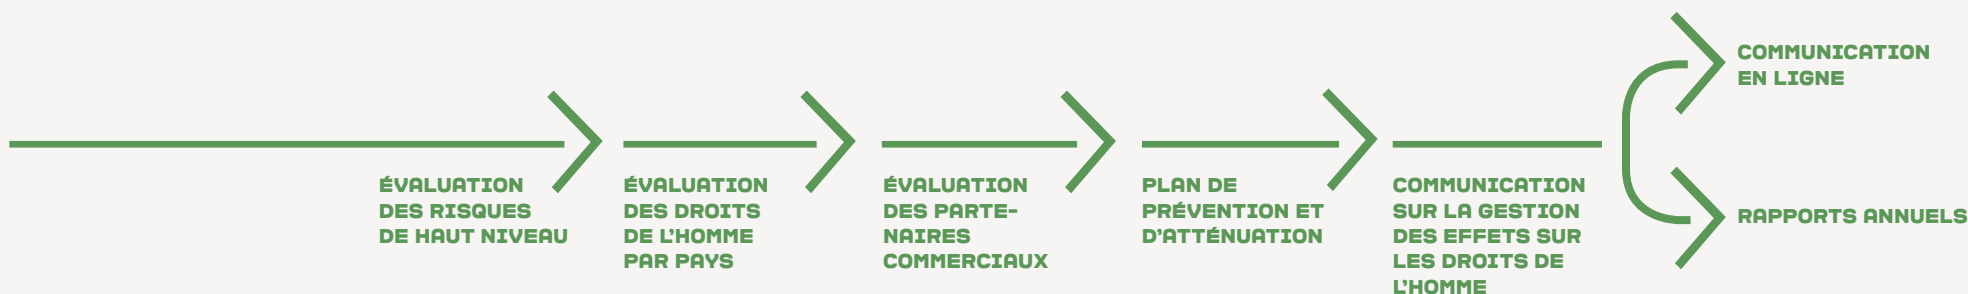 ÉVALUATION
DES RISQUES
DE HAUT NIVEAU
ÉVALUATION
DES DROITS
DE L'HOMME
PAR PAYS
ÉVALUATION
DES PARTE-
NAIRES
COMMERCIAUX
PLAN DE
PRÉVENTION ET
D'ATTÉNUATION
COMMUNICATION
SUR LA GESTION
DES EFFETS SUR
LES DROITS DE
L'HOMME
COMMUNICATION
EN LIGNE
RAPPORTS ANNUELS